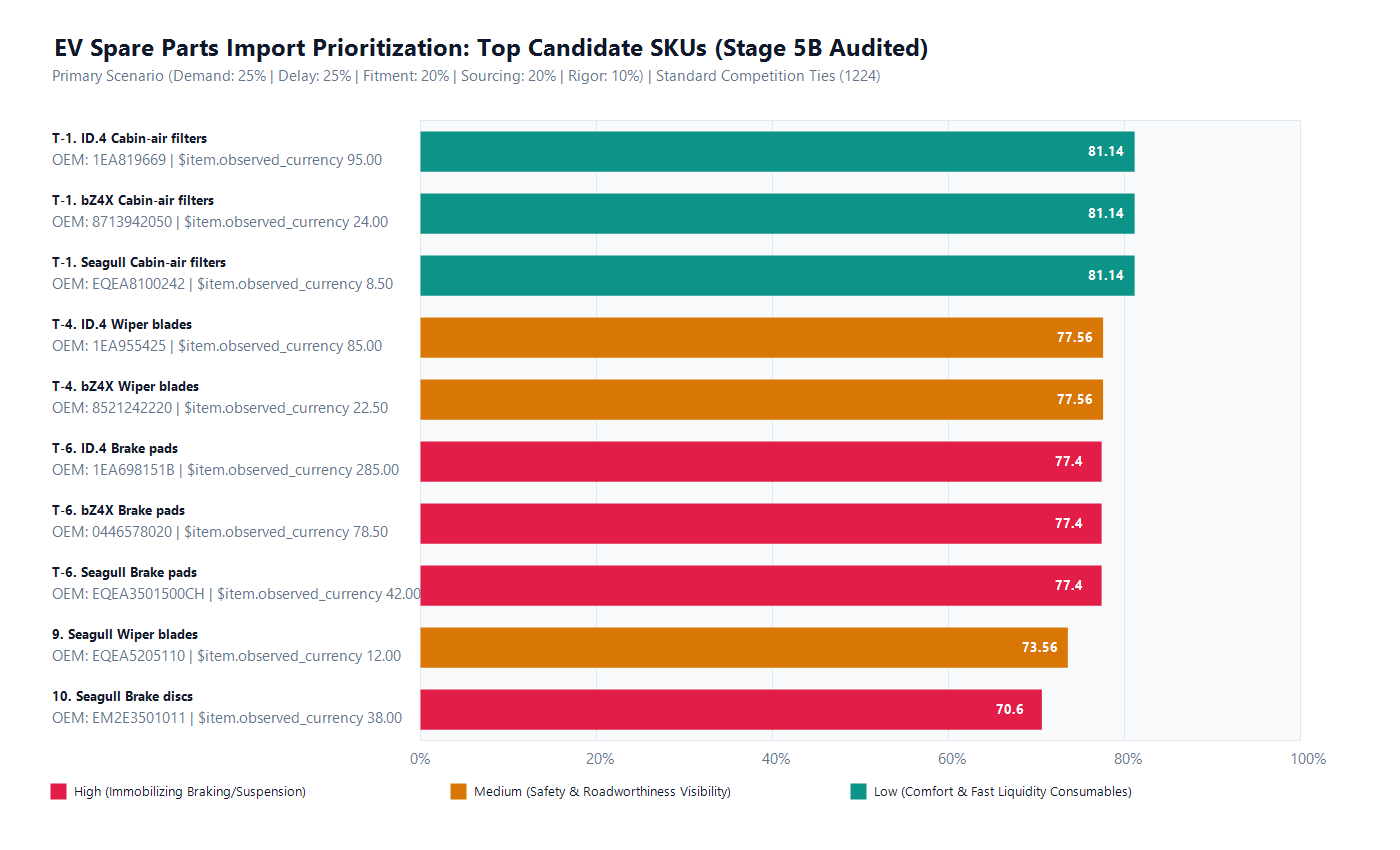 EV Spare Parts Import Prioritization: Top Candidate SKUs (Stage 5B Audited)
Primary Scenario (Demand: 25% | Delay: 25% | Fitment: 20% | Sourcing: 20% | Rigor: 10%) | Standard Competition Ties (1224)
T-1. ID.4 Cabin-air filters
OEM: 1EA819669 | $item.observed_currency 95.00
81.14
T-1. bZ4X Cabin-air filters
OEM: 8713942050 | $item.observed_currency 24.00
81.14
T-1. Seagull Cabin-air filters
OEM: EQEA8100242 | $item.observed_currency 8.50
81.14
T-4. ID.4 Wiper blades
OEM: 1EA955425 | $item.observed_currency 85.00
77.56
T-4. bZ4X Wiper blades
OEM: 8521242220 | $item.observed_currency 22.50
77.56
T-6. ID.4 Brake pads
OEM: 1EA698151B | $item.observed_currency 285.00
77.4
T-6. bZ4X Brake pads
OEM: 0446578020 | $item.observed_currency 78.50
77.4
T-6. Seagull Brake pads
OEM: EQEA3501500CH | $item.observed_currency 42.00
77.4
9. Seagull Wiper blades
OEM: EQEA5205110 | $item.observed_currency 12.00
73.56
10. Seagull Brake discs
OEM: EM2E3501011 | $item.observed_currency 38.00
70.6
0% 20% 40% 60% 80% 100%
High (Immobilizing Braking/Suspension)
Medium (Safety & Roadworthiness Visibility)
Low (Comfort & Fast Liquidity Consumables)